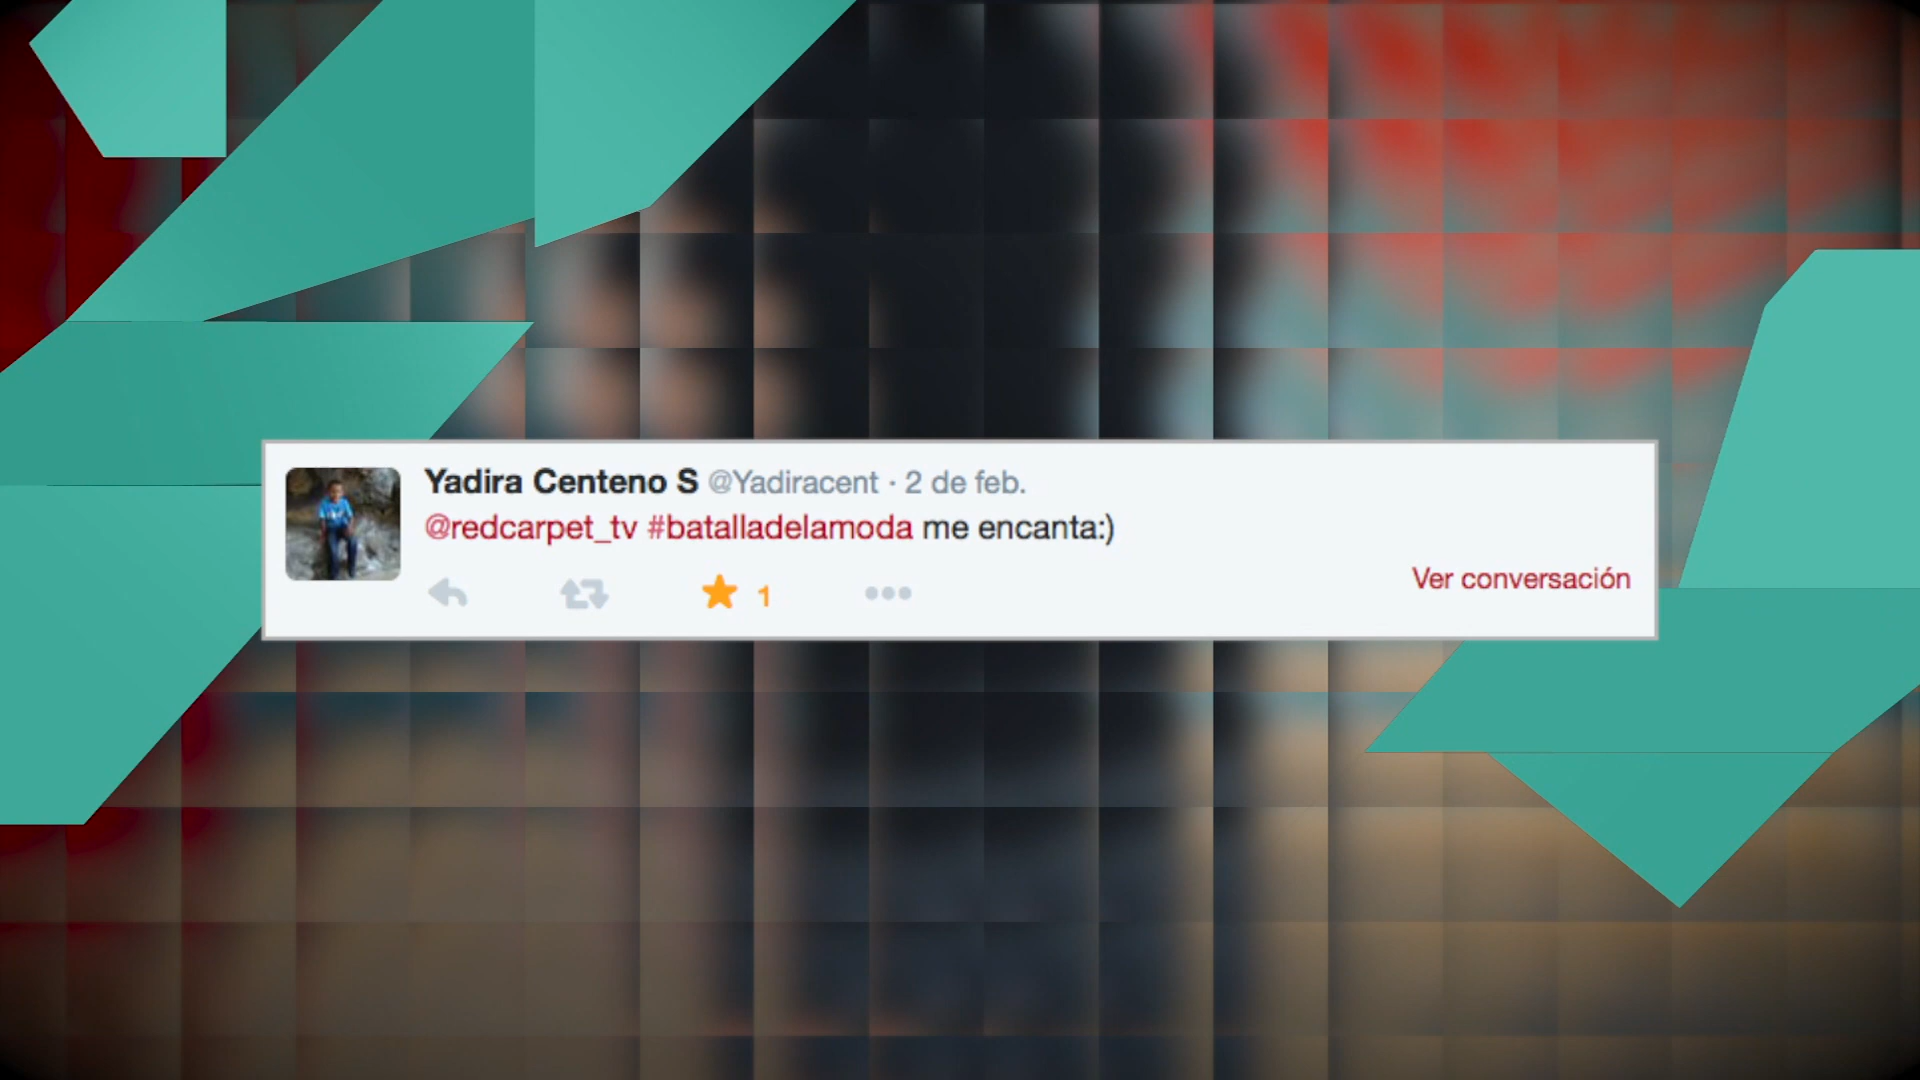 Yadira Centeno S @Yadiracent · 2 de feb.
@redcarpet_tv #batalladelamoda me encanta:)
1
Ver conversación